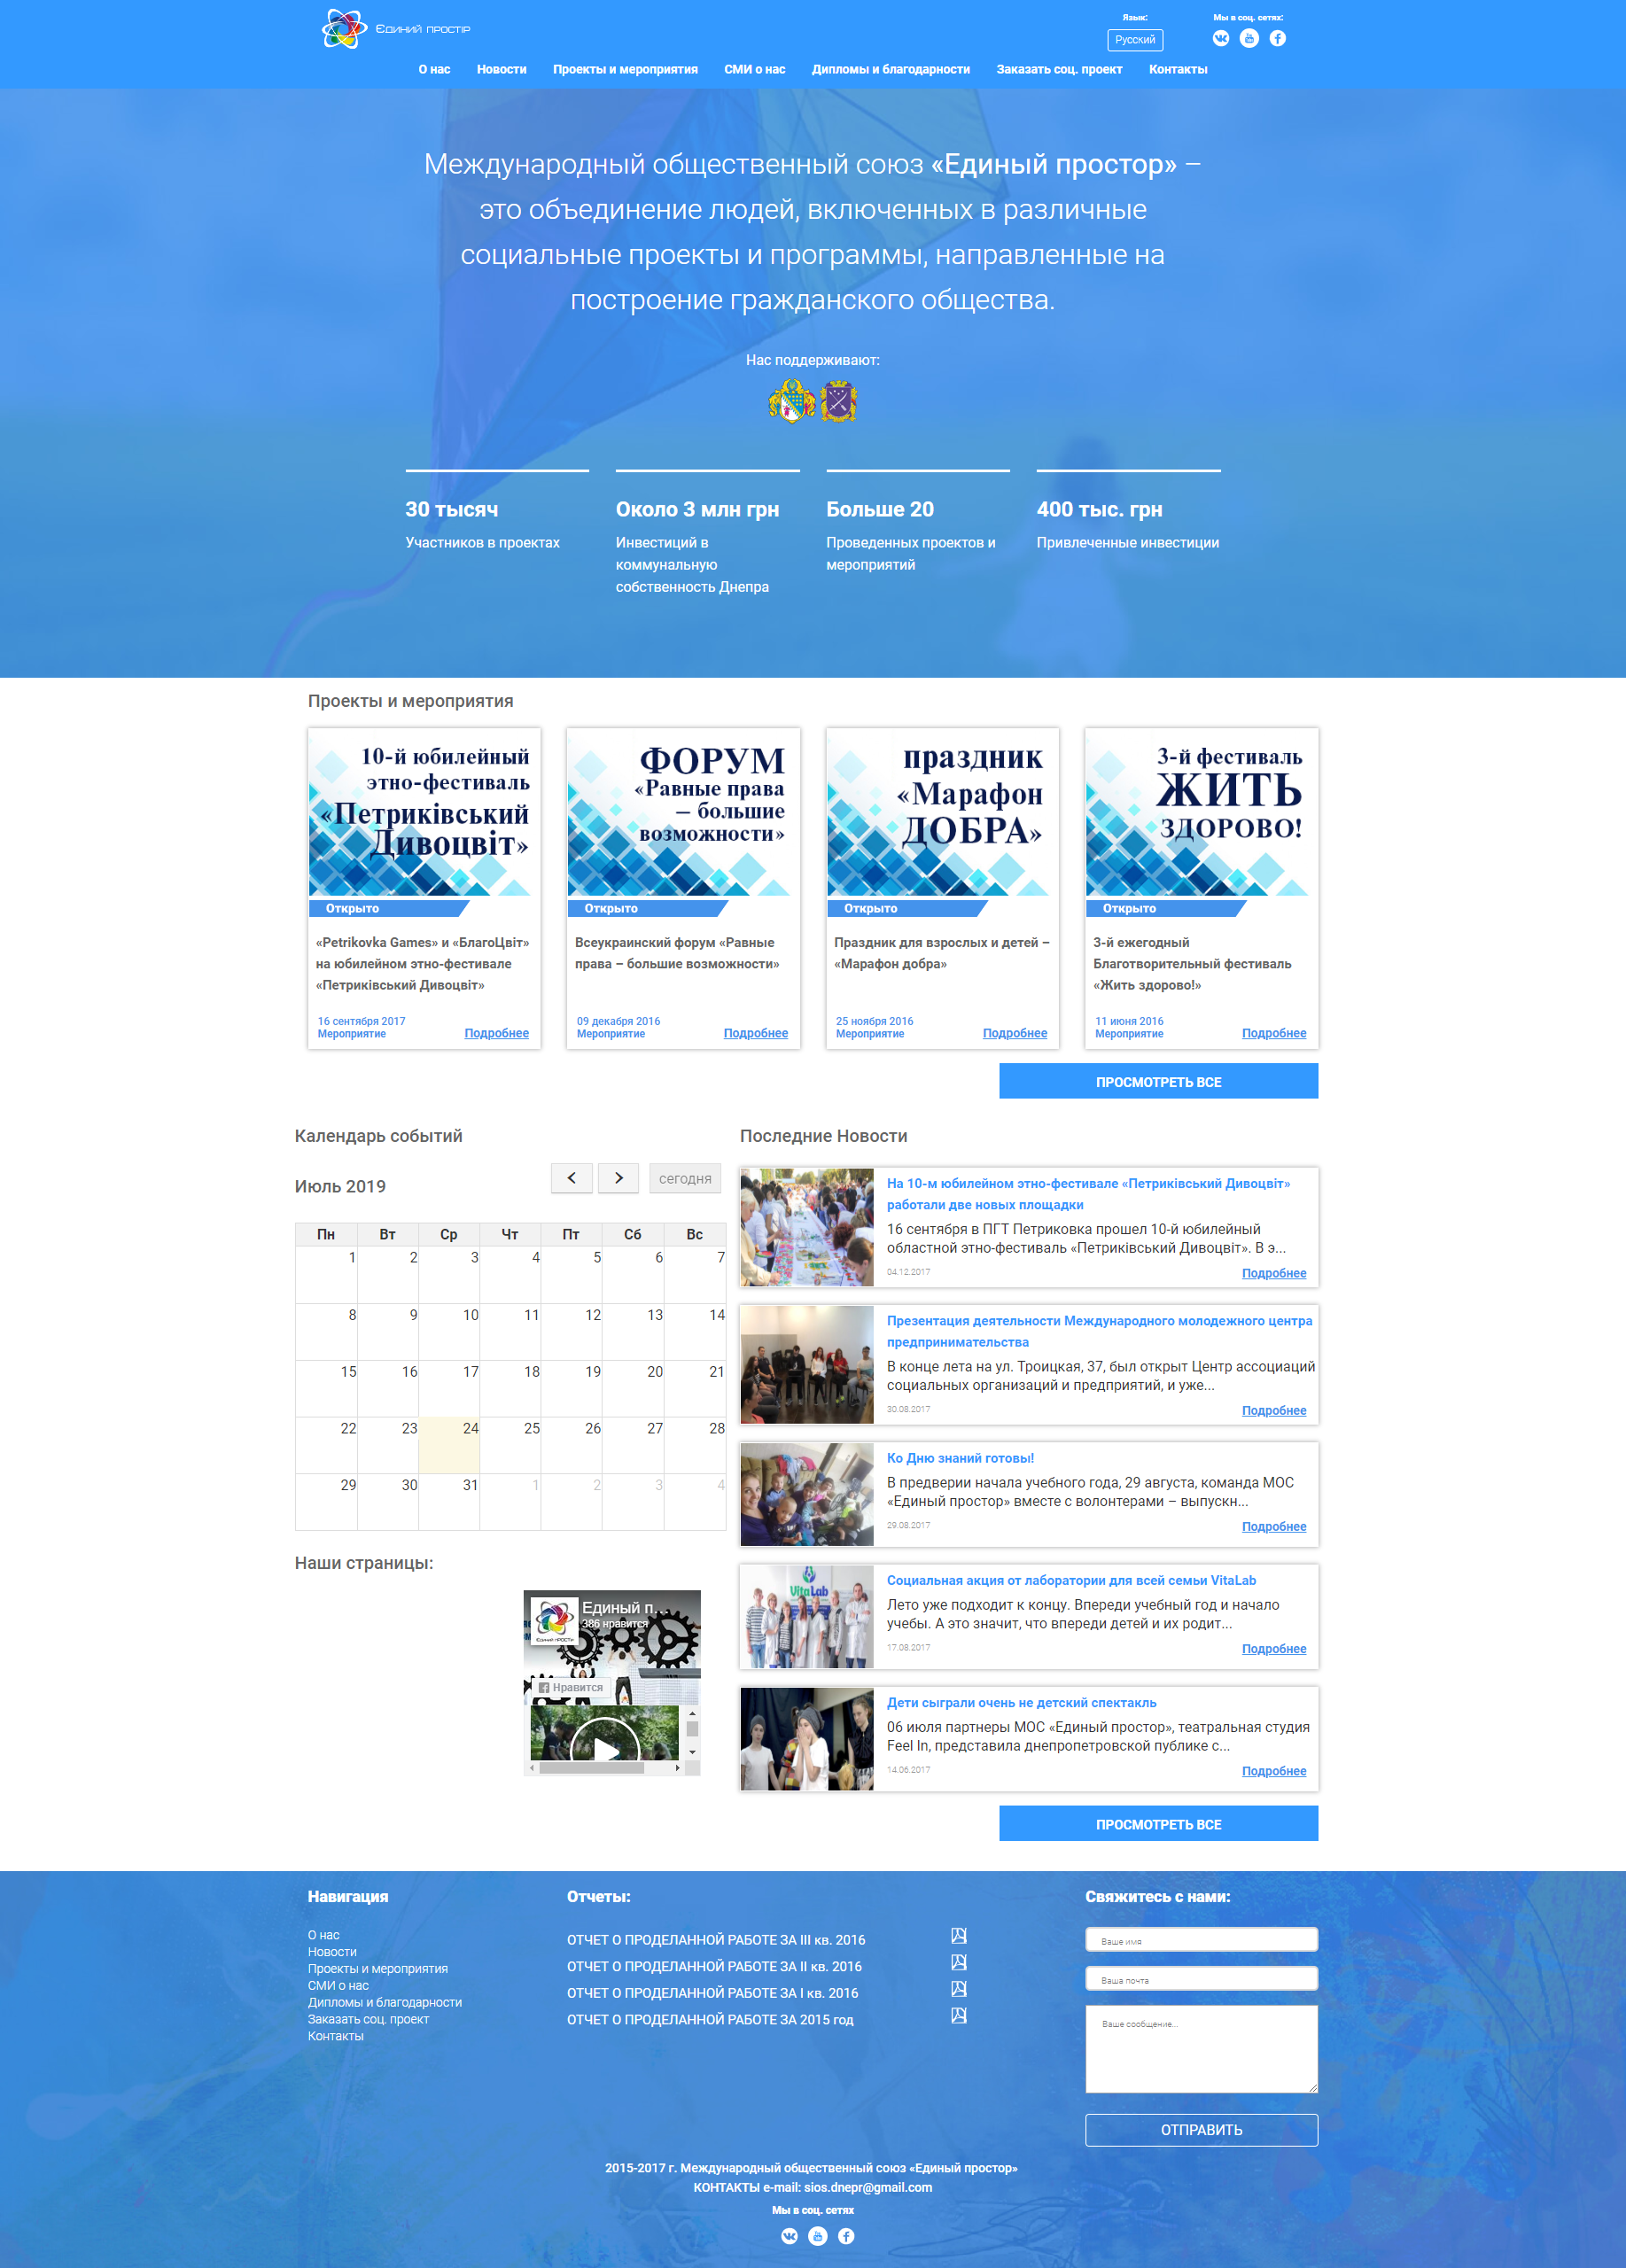 Єдиний простір
Язык:
Русский
Мы в соц. сетях:
О нас
Новости
Проекты и мероприятия
СМИ о нас
Дипломы и благодарности
Заказать соц. проект
Контакты
Международный общественный союз «Единый простор» –
это объединение людей, включенных в различные
социальные проекты и программы, направленные на
построение гражданского общества.
Нас поддерживают:
30 тысяч
Участников в проектах
Около 3 млн грн
Инвестиций в
коммунальную
собственность Днепра
Больше 20
Проведенных проектов и
мероприятий
400 тыс. грн
Привлеченные инвестиции
Проекты и мероприятия
10-й юбилейный
этно-фестиваль
«Петриківський
Дивоцвіт»
Открыто
«Petrikovka Games» и «БлагоЦвіт»
на юбилейном этно-фестивале
«Петриківський Дивоцвіт»
16 сентября 2017
Мероприятие
Подробнее
ФОРУМ
«Равные права
– большие
возможности»
Открыто
Всеукраинский форум «Равные
права – большие возможности»
09 декабря 2016
Мероприятие
Подробнее
праздник
«Марафон
ДОБРА»
Открыто
Праздник для взрослых и детей –
«Марафон добра»
25 ноября 2016
Мероприятие
Подробнее
3-й фестиваль
ЖИТЬ
ЗДОРОВО!
Открыто
3-й ежегодный
Благотворительный фестиваль
«Жить здорово!»
11 июня 2016
Мероприятие
Подробнее
ПРОСМОТРЕТЬ ВСЕ
Календарь событий
Июль 2019
сегодня
Пн Вт Ср Чт Пт Сб Вс
1 2 3 4 5 6 7
8 9 10 11 12 13 14
15 16 17 18 19 20 21
22 23 24 25 26 27 28
29 30 31 1 2 3 4
Наши страницы:
Единый п...
386 нравится
Единий простір
Нравится
Последние Новости
На 10-м юбилейном этно-фестивале «Петриківський Дивоцвіт»
работали две новых площадки
16 сентября в ПГТ Петриковка прошел 10-й юбилейный
областной этно-фестиваль «Петриківський Дивоцвіт». В э...
04.12.2017
Подробнее
Презентация деятельности Международного молодежного центра
предпринимательства
В конце лета на ул. Троицкая, 37, был открыт Центр ассоциаций
социальных организаций и предприятий, и уже...
30.08.2017
Подробнее
Ко Дню знаний готовы!
В предверии начала учебного года, 29 августа, команда МОС
«Единый простор» вместе с волонтерами – выпускн...
29.08.2017
Подробнее
VitaLab
Социальная акция от лаборатории для всей семьи VitaLab
Лето уже подходит к концу. Впереди учебный год и начало
учебы. А это значит, что впереди детей и их родит...
17.08.2017
Подробнее
Дети сыграли очень не детский спектакль
06 июля партнеры МОС «Единый простор», театральная студия
Feel In, представила днепропетровской публике с...
14.06.2017
Подробнее
ПРОСМОТРЕТЬ ВСЕ
Навигация
О нас
Новости
Проекты и мероприятия
СМИ о нас
Дипломы и благодарности
Заказать соц. проект
Контакты
Отчеты:
ОТЧЕТ О ПРОДЕЛАННОЙ РАБОТЕ ЗА III кв. 2016
ОТЧЕТ О ПРОДЕЛАННОЙ РАБОТЕ ЗА II кв. 2016
ОТЧЕТ О ПРОДЕЛАННОЙ РАБОТЕ ЗА I кв. 2016
ОТЧЕТ О ПРОДЕЛАННОЙ РАБОТЕ ЗА 2015 год
Свяжитесь с нами:
Ваше имя
Ваша почта
Ваше сообщение...
ОТПРАВИТЬ
2015-2017 г. Международный общественный союз «Единый простор»
КОНТАКТЫ e-mail: sios.dnepr@gmail.com
Мы в соц. сетях